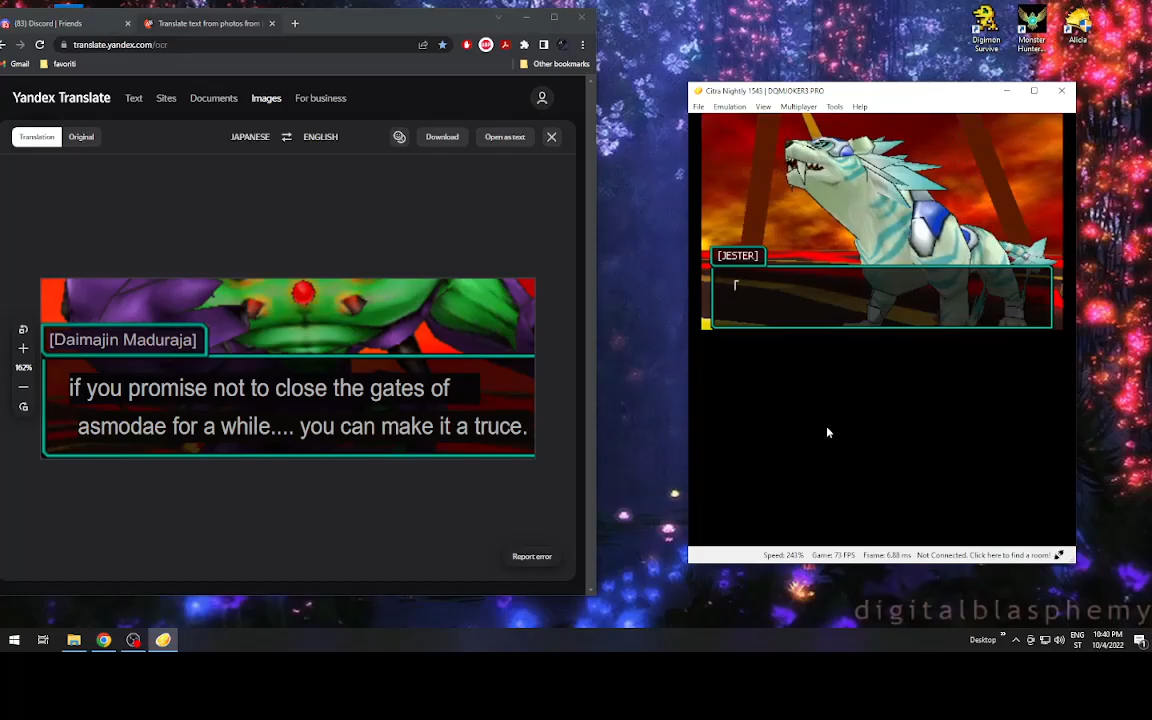 (83) Discord | Friends
Translate text from photos from
translate.yandex.com/ocr
Gmail
favoriti
Other bookmarks
Yandex Translate
Text
Sites
Documents
Images
For business
Translation
Original
JAPANESE
ENGLISH
Download
Open as text
[Daimajin Maduraja]
if you promise not to close the gates of
asmodae for a while.... you can make it a truce.
162%
Report error
Digimon
Survive
Monster
Hunter...
Alicia
Citra Nightly 1543 | DQMJOKER3 PRO
File
Emulation
View
Multiplayer
Tools
Help
[JESTER]
「
Speed: 243%
Game: 73 FPS
Frame: 6.88 ms
Not Connected. Click here to find a room!
digitalblasphemy
Desktop
ENG
ST
10:40 PM
10/4/2022